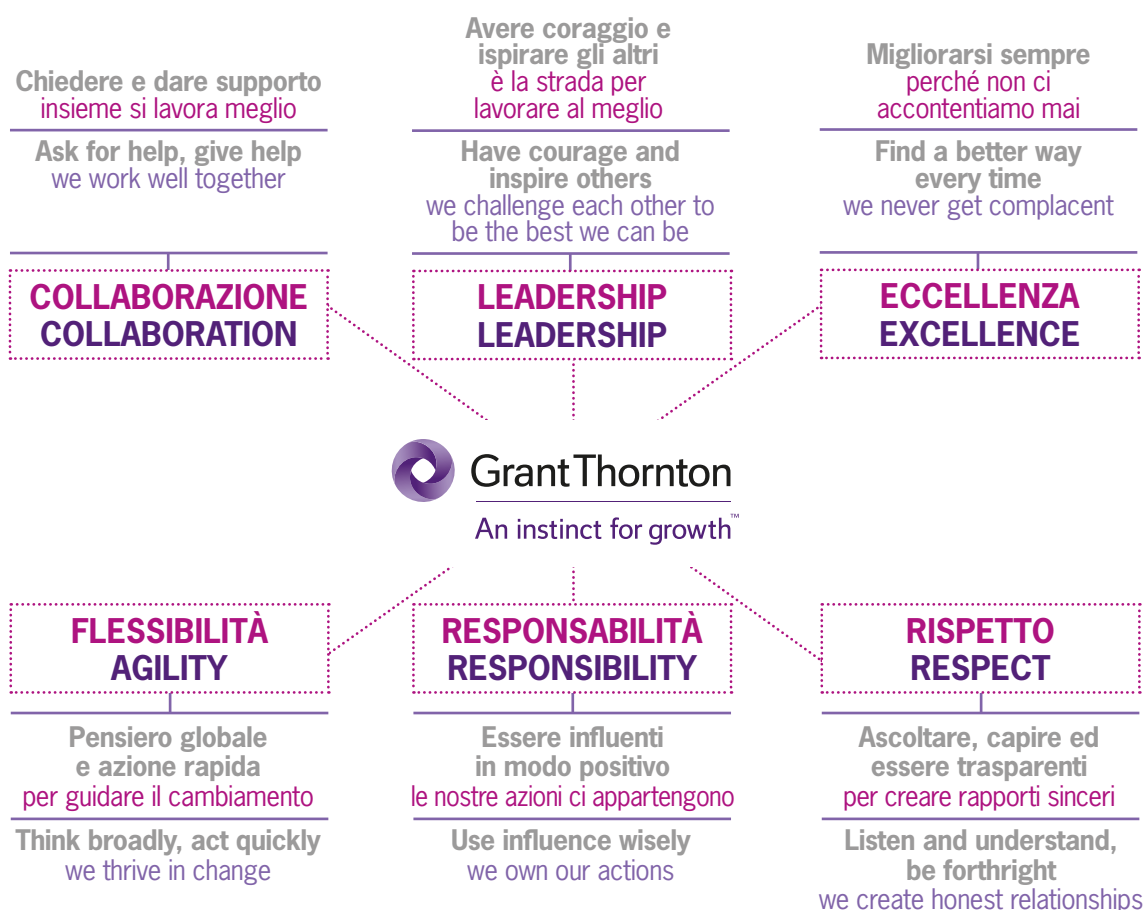 Chiedere e dare supporto
insieme si lavora meglio
Ask for help, give help
we work well together
COLLABORAZIONE
COLLABORATION
Avere coraggio e
ispirare gli altri
è la strada per
lavorare al meglio
Have courage and
inspire others
we challenge each other to
be the best we can be
LEADERSHIP
LEADERSHIP
Migliorarsi sempre
perché non ci
accontentiamo mai
Find a better way
every time
we never get complacent
ECCELLENZA
EXCELLENCE
Grant Thornton
An instinct for growth™
FLESSIBILITÀ
AGILITY
Pensiero globale
e azione rapida
per guidare il cambiamento
Think broadly, act quickly
we thrive in change
RESPONSABILITÀ
RESPONSIBILITY
Essere influenti
in modo positivo
le nostre azioni ci appartengono
Use influence wisely
we own our actions
RISPETTO
RESPECT
Ascoltare, capire ed
essere trasparenti
per creare rapporti sinceri
Listen and understand,
be forthright
we create honest relationships